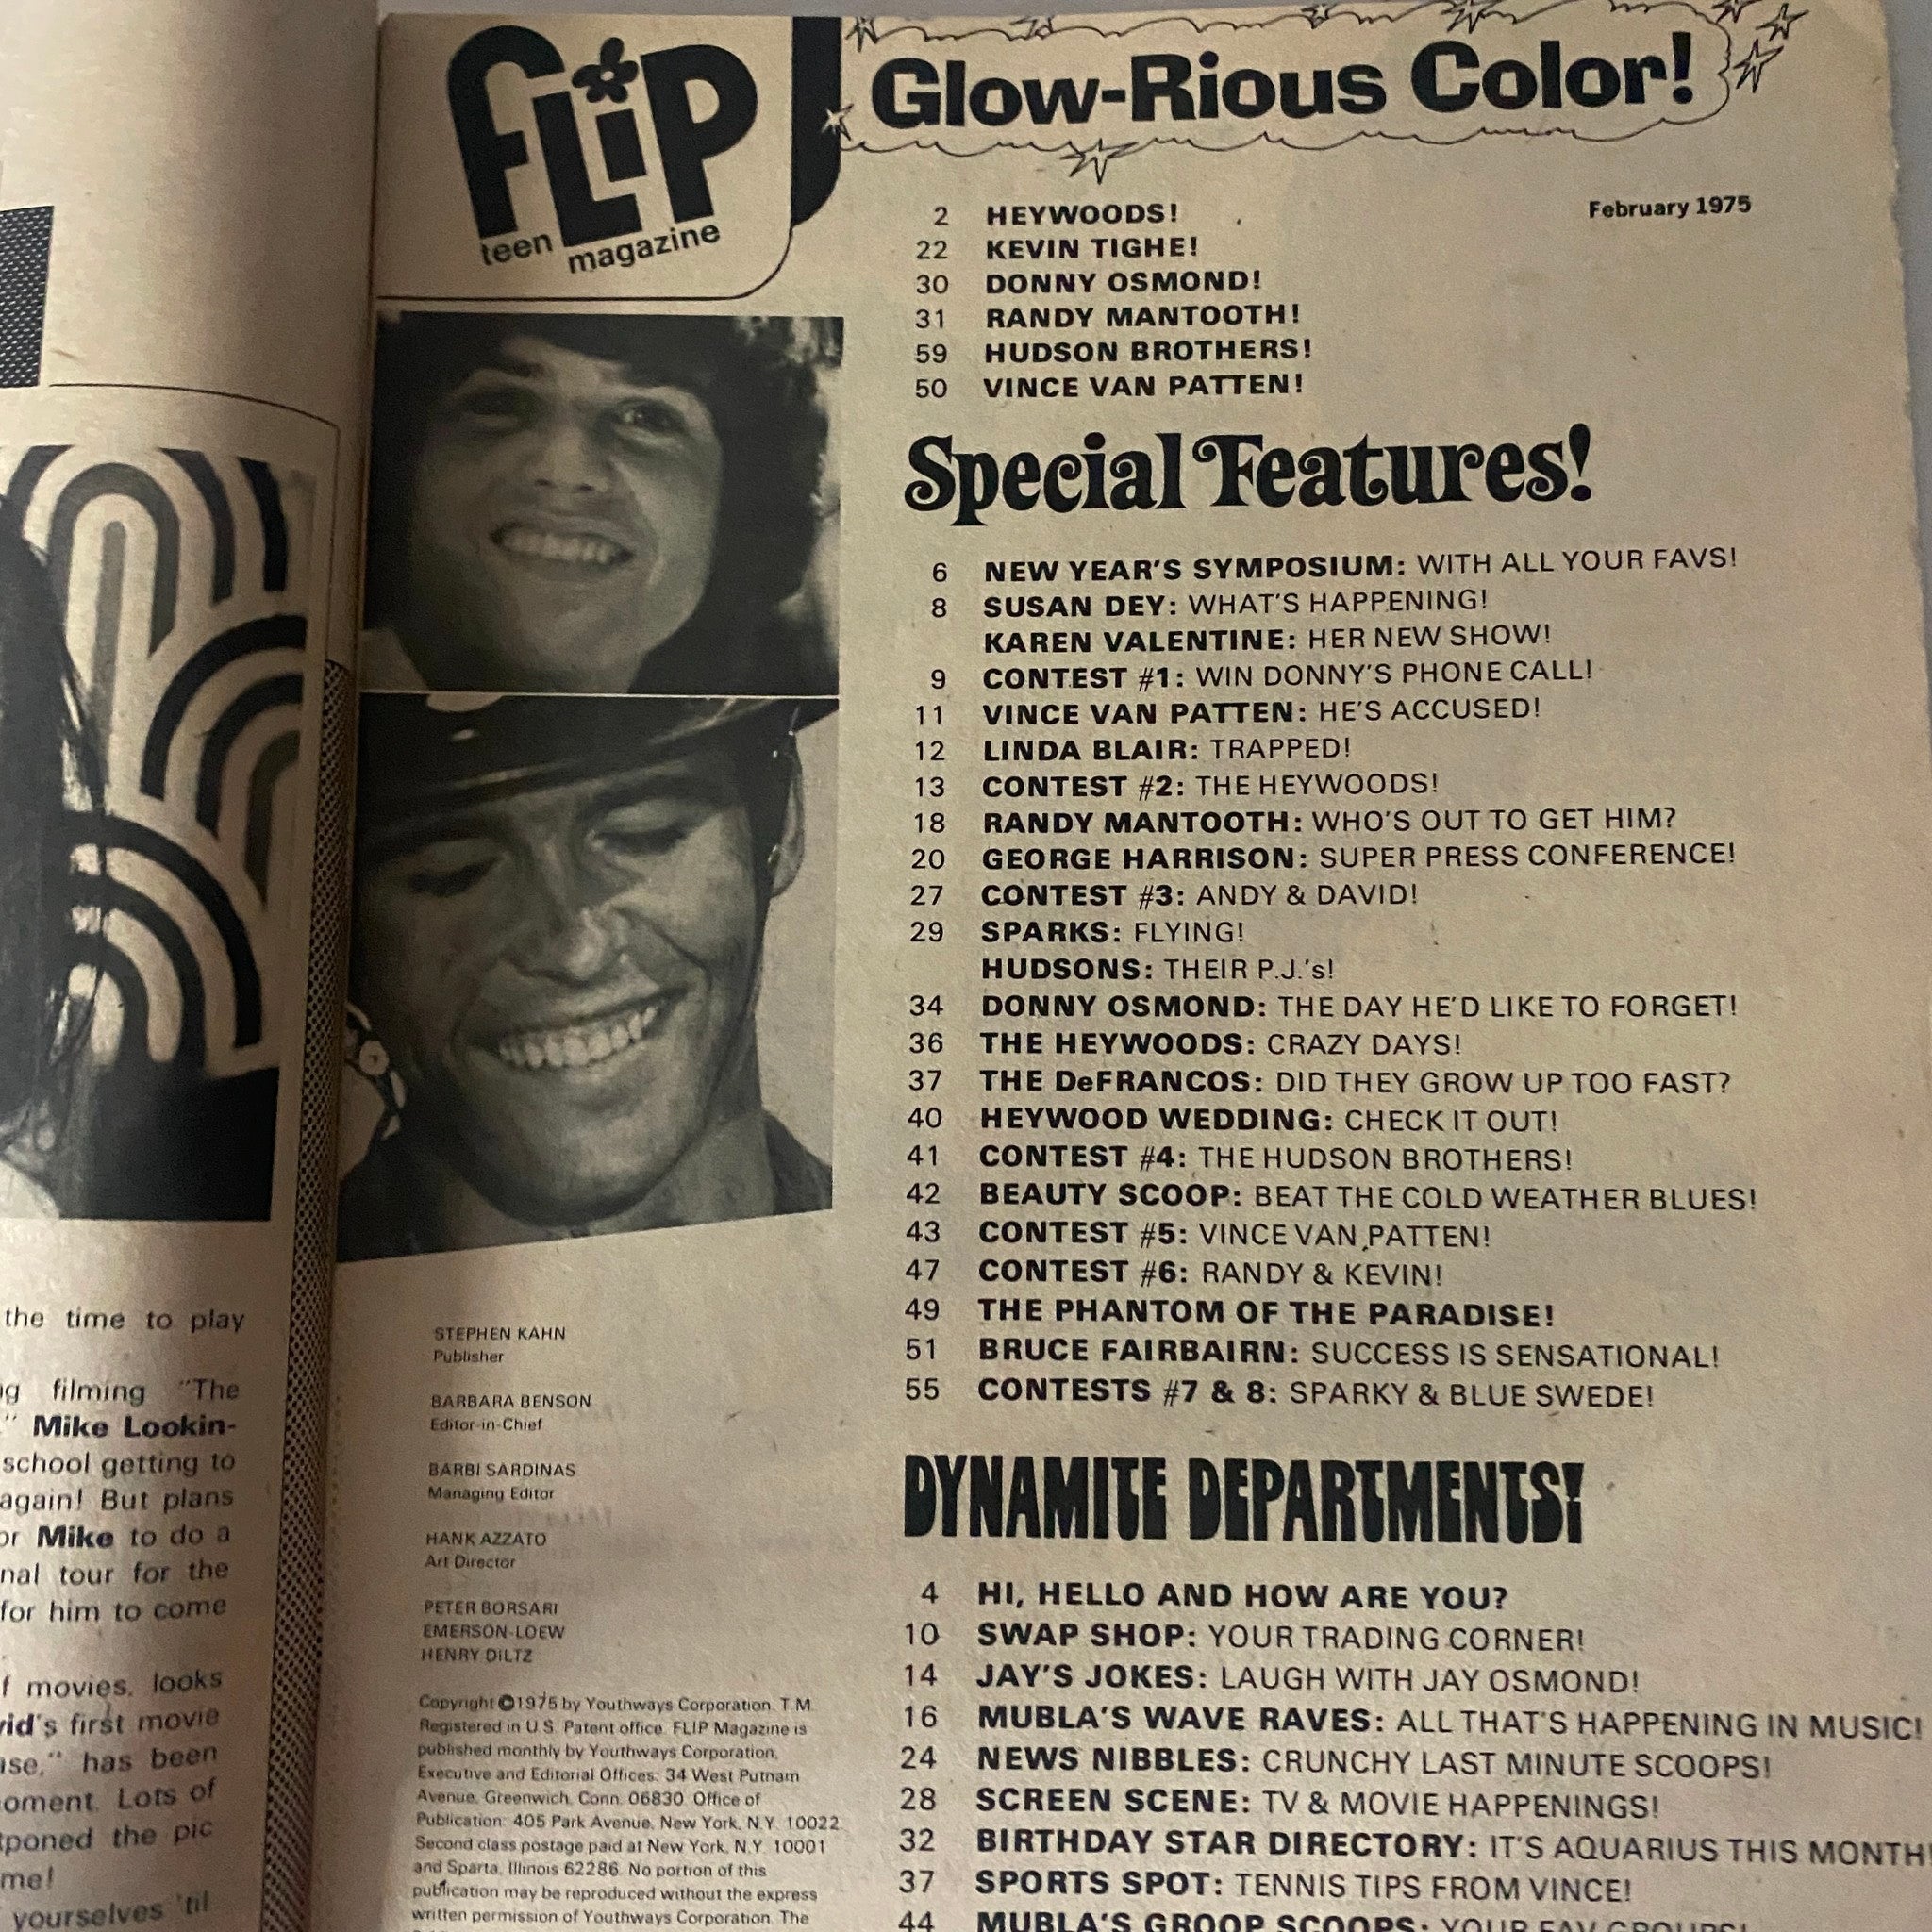 the time to play
filming "The
Mike Lookin-
school getting to
again! But plans
Mike to do a
tour for the
for him to come
movies, looks
first movie
has been
Lots of
the pic
me!
yourselves 'til
FLiP
teen magazine
STEPHEN KAHN
Publisher
BARBARA BENSON
Editor-in-Chief
BARBI SARDINAS
Managing Editor
HANK AZZATO
Art Director
PETER BORSARI
EMERSON-LOEW
HENRY DILTZ
Copyright ©1975 by Youthways Corporation. T.M.
Registered in U.S. Patent office. FLIP Magazine is
published monthly by Youthways Corporation,
Executive and Editorial Offices: 34 West Putnam
Avenue, Greenwich, Conn. 06830. Office of
Publication: 405 Park Avenue, New York, N.Y. 10022.
Second class postage paid at New York, N.Y. 10001
and Sparta, Illinois 62286. No portion of this
publication may be reproduced without the express
written permission of Youthways Corporation. The
Glow-Rious Color!
February 1975
2 HEYWOODS!
22 KEVIN TIGHE!
30 DONNY OSMOND!
31 RANDY MANTOOTH!
59 HUDSON BROTHERS!
50 VINCE VAN PATTEN!
Special Features!
6 NEW YEAR'S SYMPOSIUM: WITH ALL YOUR FAVS!
8 SUSAN DEY: WHAT'S HAPPENING!
KAREN VALENTINE: HER NEW SHOW!
9 CONTEST #1: WIN DONNY'S PHONE CALL!
11 VINCE VAN PATTEN: HE'S ACCUSED!
12 LINDA BLAIR: TRAPPED!
13 CONTEST #2: THE HEYWOODS!
18 RANDY MANTOOTH: WHO'S OUT TO GET HIM?
20 GEORGE HARRISON: SUPER PRESS CONFERENCE!
27 CONTEST #3: ANDY & DAVID!
29 SPARKS: FLYING!
HUDSONS: THEIR P.J.'s!
34 DONNY OSMOND: THE DAY HE'D LIKE TO FORGET!
36 THE HEYWOODS: CRAZY DAYS!
37 THE DeFRANCOS: DID THEY GROW UP TOO FAST?
40 HEYWOOD WEDDING: CHECK IT OUT!
41 CONTEST #4: THE HUDSON BROTHERS!
42 BEAUTY SCOOP: BEAT THE COLD WEATHER BLUES!
43 CONTEST #5: VINCE VAN PATTEN!
47 CONTEST #6: RANDY & KEVIN!
49 THE PHANTOM OF THE PARADISE!
51 BRUCE FAIRBAIRN: SUCCESS IS SENSATIONAL!
55 CONTESTS #7 & 8: SPARKY & BLUE SWEDE!
DYNAMITE DEPARTMENTS!
4 HI, HELLO AND HOW ARE YOU?
10 SWAP SHOP: YOUR TRADING CORNER!
14 JAY'S JOKES: LAUGH WITH JAY OSMOND!
16 MUBLA'S WAVE RAVES: ALL THAT'S HAPPENING IN MUSIC!
24 NEWS NIBBLES: CRUNCHY LAST MINUTE SCOOPS!
28 SCREEN SCENE: TV & MOVIE HAPPENINGS!
32 BIRTHDAY STAR DIRECTORY: IT'S AQUARIUS THIS MONTH!
37 SPORTS SPOT: TENNIS TIPS FROM VINCE!
44 MUBLA'S GROOP SCOOPS: YOUR FAV GROUPS!